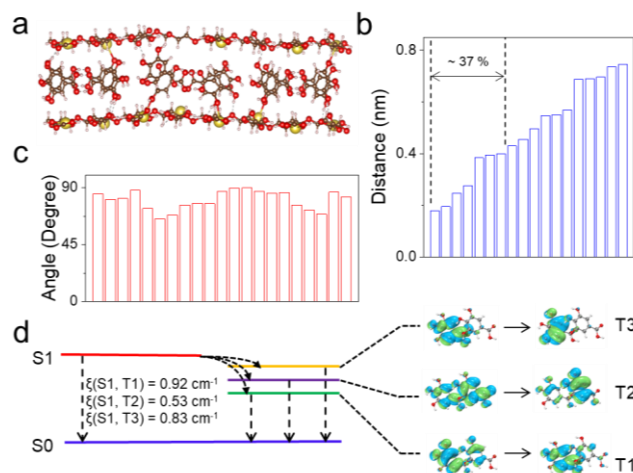 a
b
c
d
0.8
0.4
0.0
Distance (nm)
~ 37 %
90
45
0
Angle (Degree)
S1
S0
ξ(S1, T1) = 0.92 cm⁻¹
ξ(S1, T2) = 0.53 cm⁻¹
ξ(S1, T3) = 0.83 cm⁻¹
T3
T2
T1